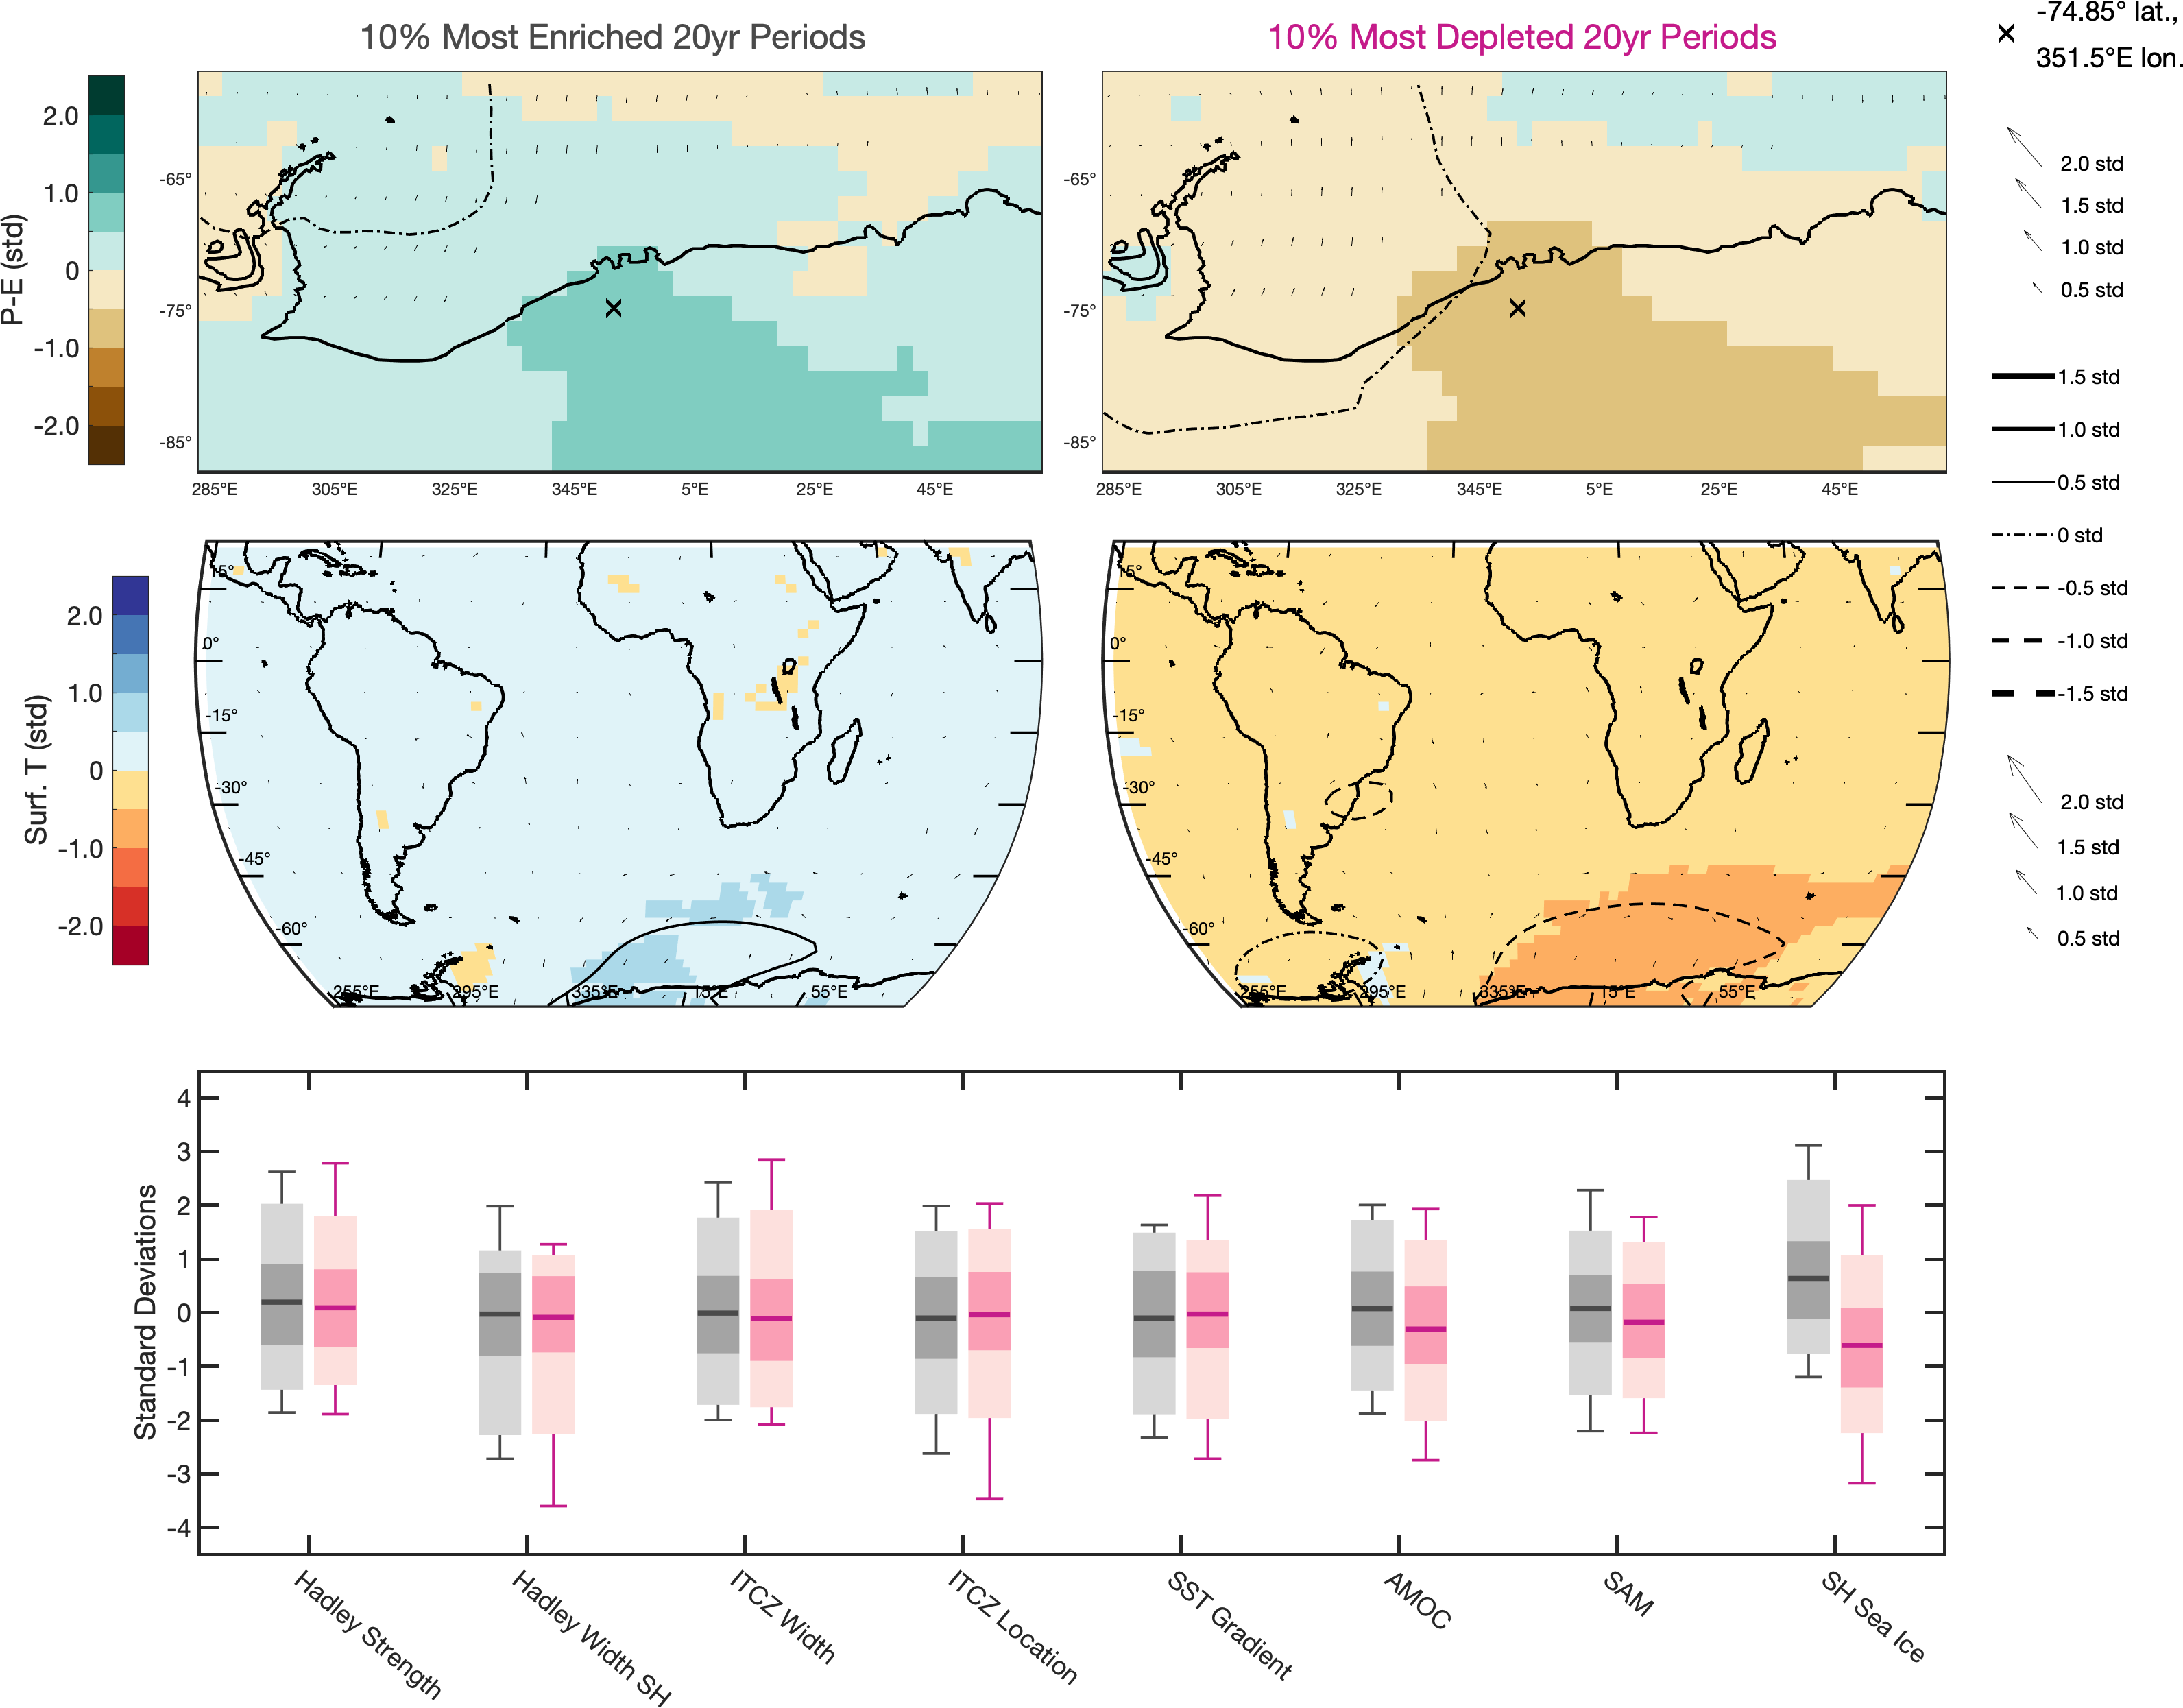 10% Most Enriched 20yr Periods
10% Most Depleted 20yr Periods
-74.85° lat.,
351.5°E lon.
P-E (std)
2.0
1.0
0
-1.0
-2.0
-65°
-75°
-85°
285°E 305°E 325°E 345°E 5°E 25°E 45°E
-65°
-75°
-85°
285°E 305°E 325°E 345°E 5°E 25°E 45°E
2.0 std
1.5 std
1.0 std
0.5 std
1.5 std
1.0 std
0.5 std
0 std
-0.5 std
-1.0 std
-1.5 std
2.0 std
1.5 std
1.0 std
0.5 std
Surf. T (std)
2.0
1.0
0
-1.0
-2.0
15°
0°
-15°
-30°
-45°
-60°
255°E 295°E 335°E 15°E 55°E
15°
0°
-15°
-30°
-45°
-60°
255°E 295°E 335°E 15°E 55°E
Standard Deviations
4
3
2
1
0
-1
-2
-3
-4
Hadley Strength
Hadley Width SH
ITCZ Width
ITCZ Location
SST Gradient
AMOC
SAM
SH Sea Ice